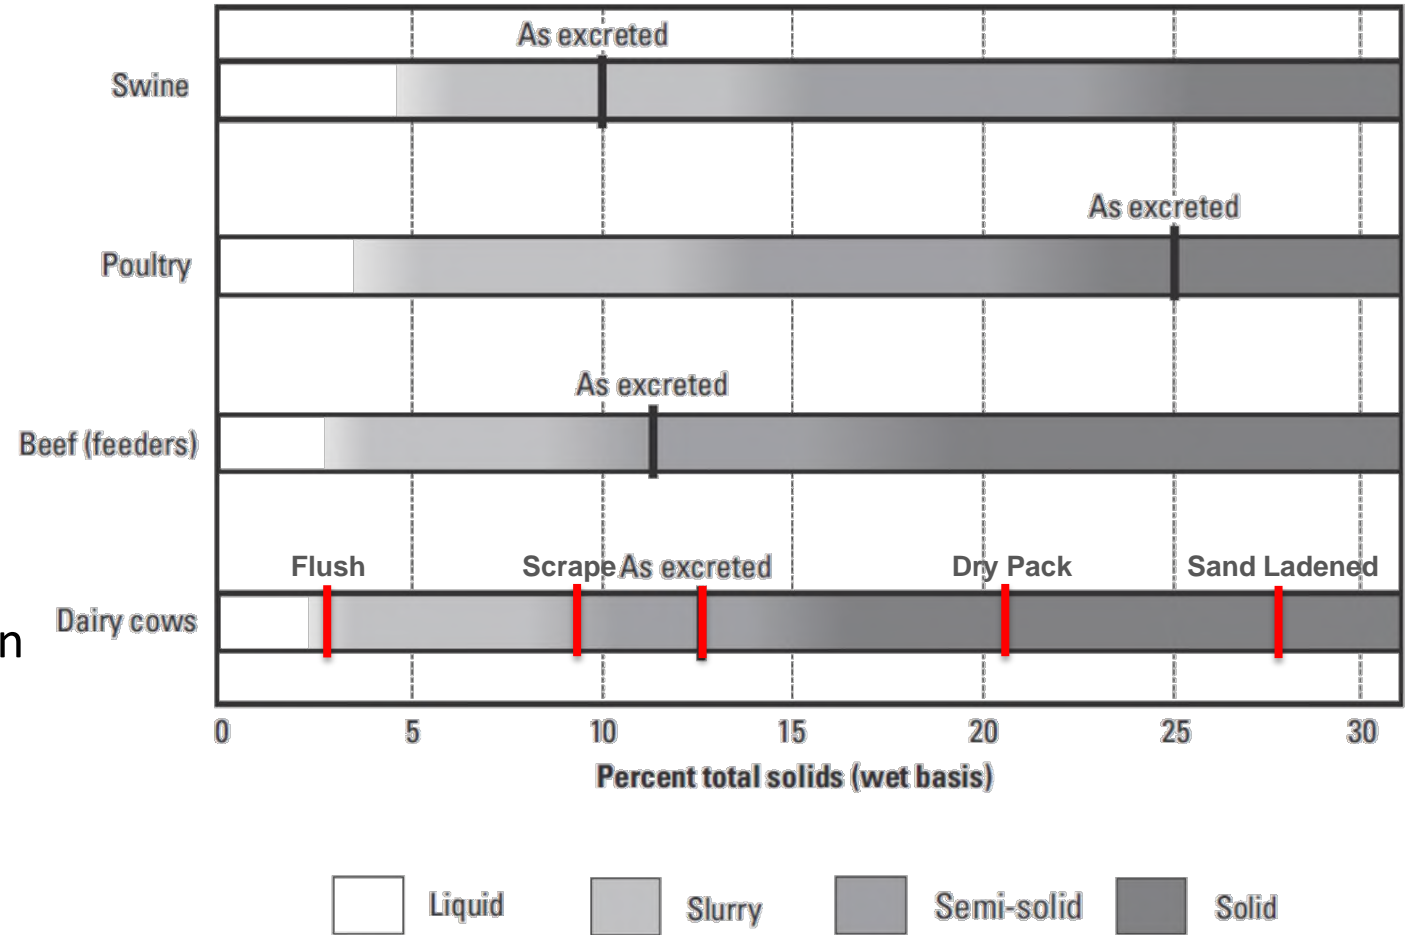 As excreted
Swine
As excreted
Poultry
As excreted
Beef (feeders)
Flush Scrape As excreted Dry Pack Sand Ladened
Dairy cows
n
0 5 10 15 20 25 30
Percent total solids (wet basis)
Liquid Slurry Semi-solid Solid